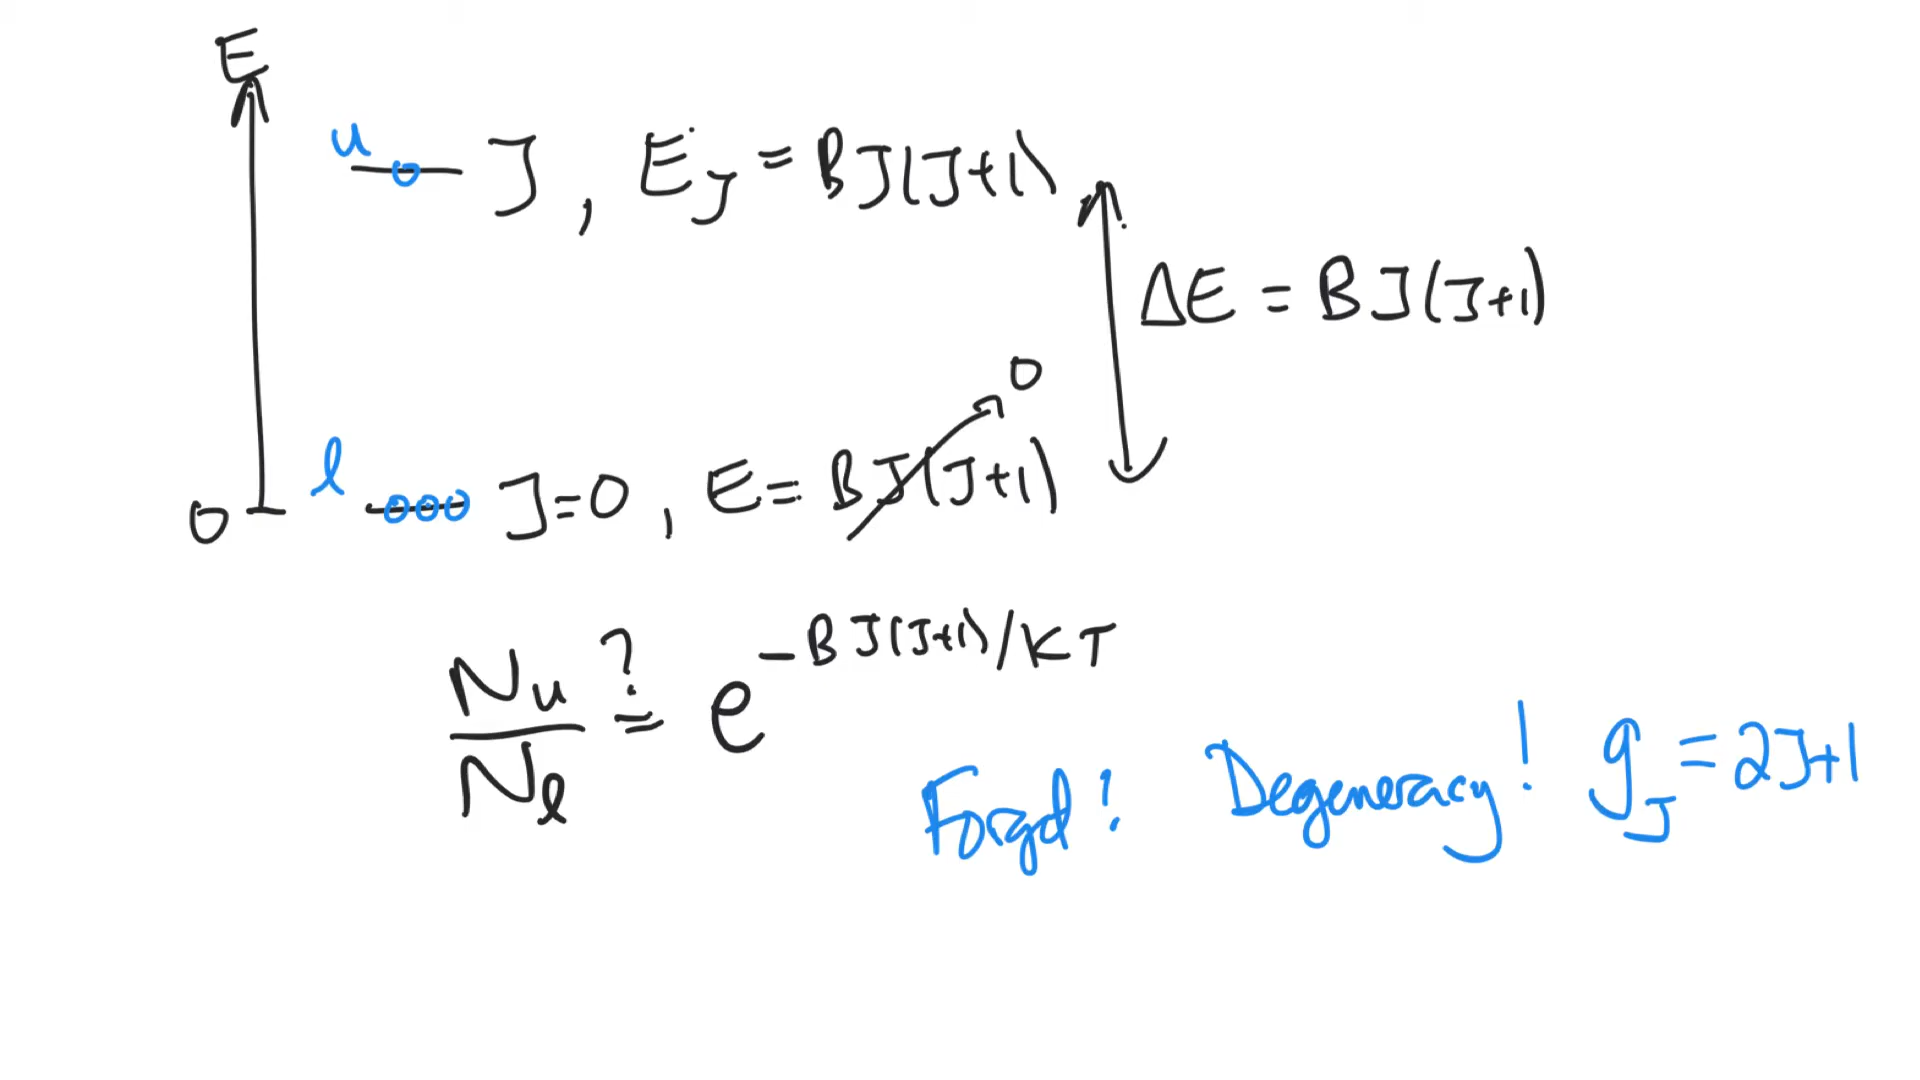 E
u J , E_J = BJ(J+1)
ΔE = BJ(J+1)
0
0 l J=0 , E = BJ(J+1)
N_u/N_l ?= e^{-BJ(J+1)/KT}
Forgot? Degeneracy! g_J = 2J+1